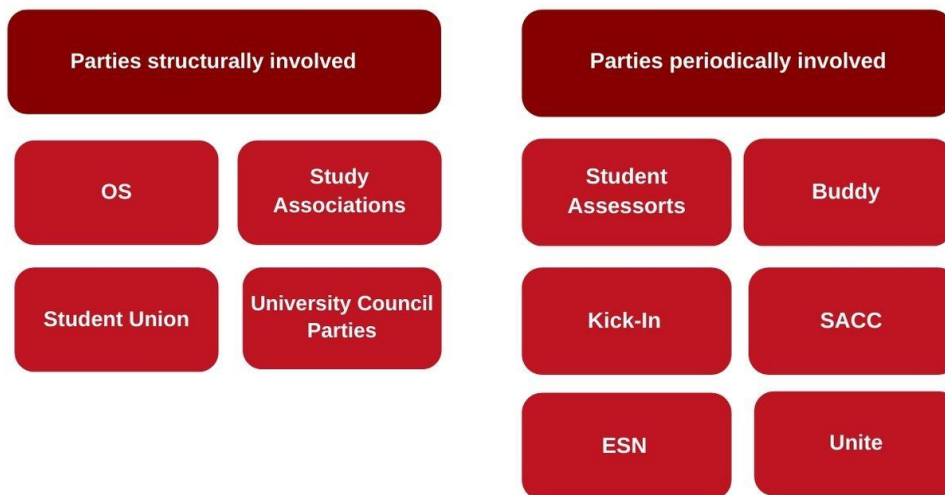 Parties structurally involved
OS
Study
Associations
Student Union
University Council
Parties
Parties periodically involved
Student
Assessorts
Buddy
Kick-In
SACC
ESN
Unite